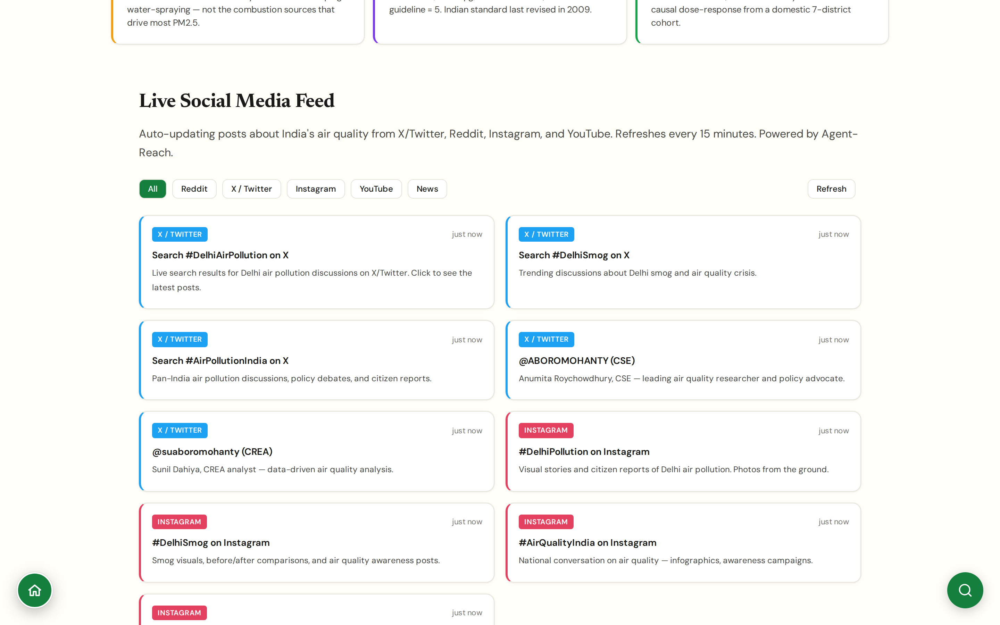 water-spraying — not the combustion sources that
drive most PM2.5.
guideline = 5. Indian standard last revised in 2009.
causal dose-response from a domestic 7-district
cohort.
Live Social Media Feed
Auto-updating posts about India's air quality from X/Twitter, Reddit, Instagram, and YouTube. Refreshes every 15 minutes. Powered by Agent-
Reach.
All
Reddit
X / Twitter
Instagram
YouTube
News
Refresh
X / TWITTER
just now
Search #DelhiAirPollution on X
Live search results for Delhi air pollution discussions on X/Twitter. Click to see the
latest posts.
X / TWITTER
just now
Search #DelhiSmog on X
Trending discussions about Delhi smog and air quality crisis.
X / TWITTER
just now
Search #AirPollutionIndia on X
Pan-India air pollution discussions, policy debates, and citizen reports.
X / TWITTER
just now
@ABOROMOHANTY (CSE)
Anumita Roychowdhury, CSE — leading air quality researcher and policy advocate.
X / TWITTER
just now
@suaboromohanty (CREA)
Sunil Dahiya, CREA analyst — data-driven air quality analysis.
INSTAGRAM
just now
#DelhiPollution on Instagram
Visual stories and citizen reports of Delhi air pollution. Photos from the ground.
INSTAGRAM
just now
#DelhiSmog on Instagram
Smog visuals, before/after comparisons, and air quality awareness posts.
INSTAGRAM
just now
#AirQualityIndia on Instagram
National conversation on air quality — infographics, awareness campaigns.
INSTAGRAM
just now